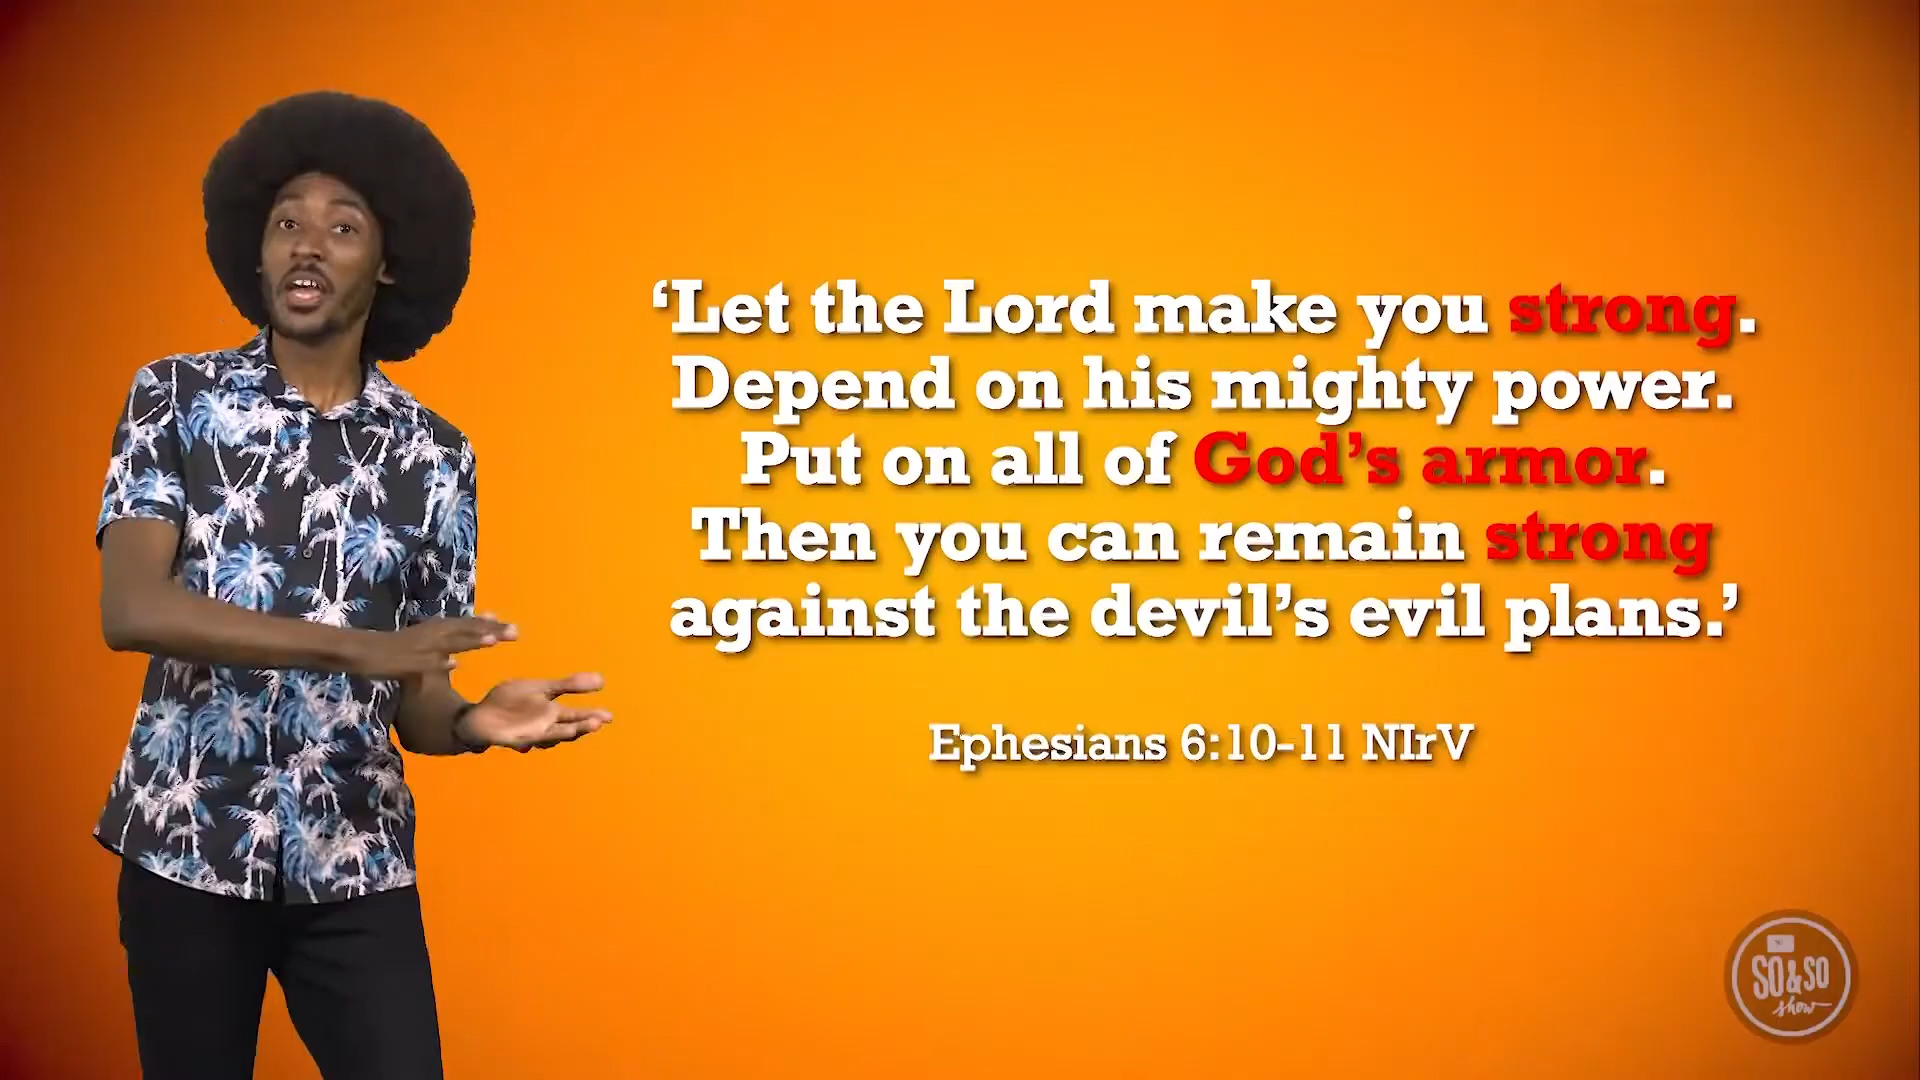 ‘Let the Lord make you strong.
Depend on his mighty power.
Put on all of God’s armor.
Then you can remain strong
against the devil’s evil plans.’
Ephesians 6:10-11 NIrV
SO & SO
show